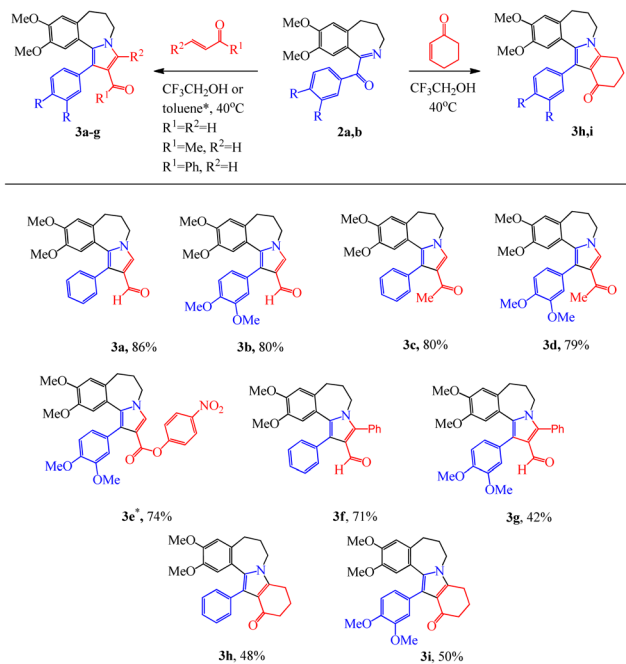 MeO
MeO
N
R²
R¹
O
R
R
3a-g
R²
O
R¹
CF₃CH₂OH or
toluene*, 40°C
R¹=R²=H
R¹=Me, R²=H
R¹=Ph, R²=H
MeO
MeO
N
O
R
R
2a,b
O
CF₃CH₂OH
40°C
MeO
MeO
N
R
R
O
3h,i
MeO
MeO
N
H
O
3a, 86%
MeO
MeO
N
MeO
OMe
H
O
3b, 80%
MeO
MeO
N
Me
O
3c, 80%
MeO
MeO
N
MeO
OMe
Me
O
3d, 79%
MeO
MeO
N
NO₂
O
O
MeO
OMe
3e*, 74%
MeO
MeO
N
Ph
H
O
3f, 71%
MeO
MeO
N
Ph
MeO
OMe
H
O
3g, 42%
MeO
MeO
N
O
3h, 48%
MeO
MeO
N
MeO
OMe
O
3i, 50%